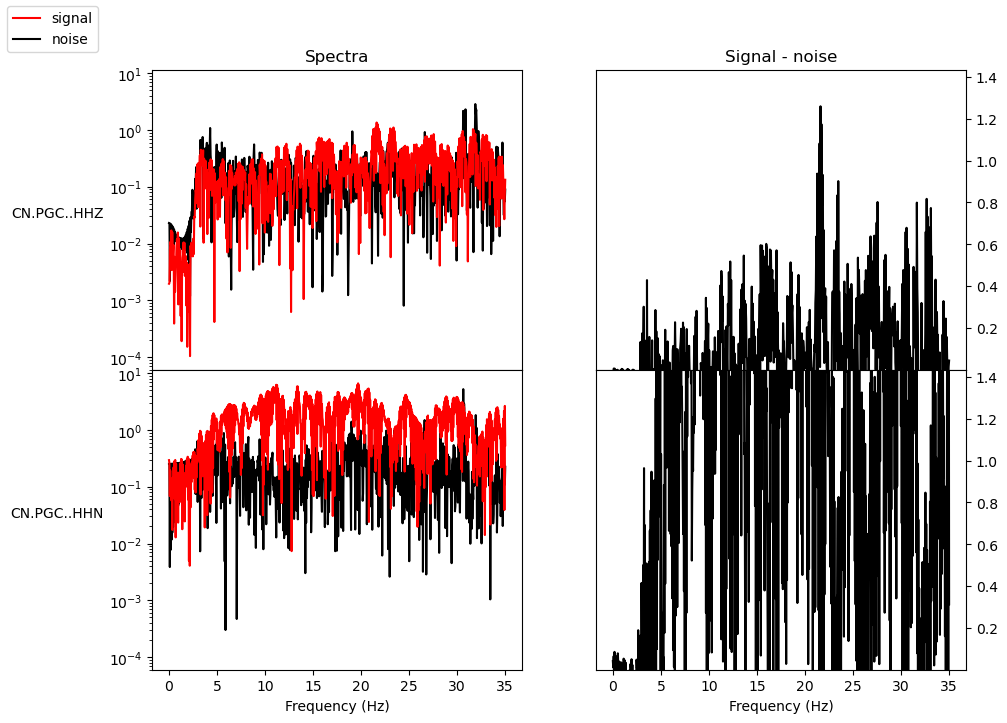 signal
noise
Spectra
Signal - noise
10¹
10⁰
10⁻¹
10⁻²
10⁻³
10⁻⁴
CN.PGC..HHZ
1.4
1.2
1.0
0.8
0.6
0.4
0.2
10¹
10⁰
10⁻¹
10⁻²
10⁻³
10⁻⁴
CN.PGC..HHN
1.4
1.2
1.0
0.8
0.6
0.4
0.2
0 5 10 15 20 25 30 35
0 5 10 15 20 25 30 35
Frequency (Hz)
Frequency (Hz)